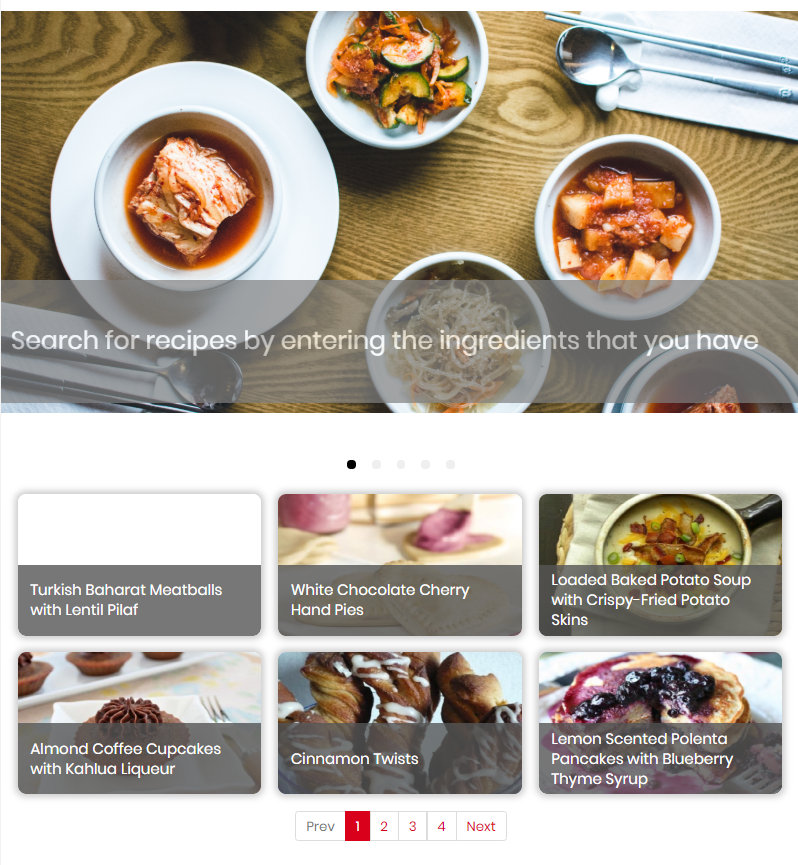 Search for recipes by entering the ingredients that you have
Turkish Baharat Meatballs
with Lentil Pilaf
White Chocolate Cherry
Hand Pies
Loaded Baked Potato Soup
with Crispy-Fried Potato
Skins
Almond Coffee Cupcakes
with Kahlua Liqueur
Cinnamon Twists
Lemon Scented Polenta
Pancakes with Blueberry
Thyme Syrup
Prev 1 2 3 4 Next